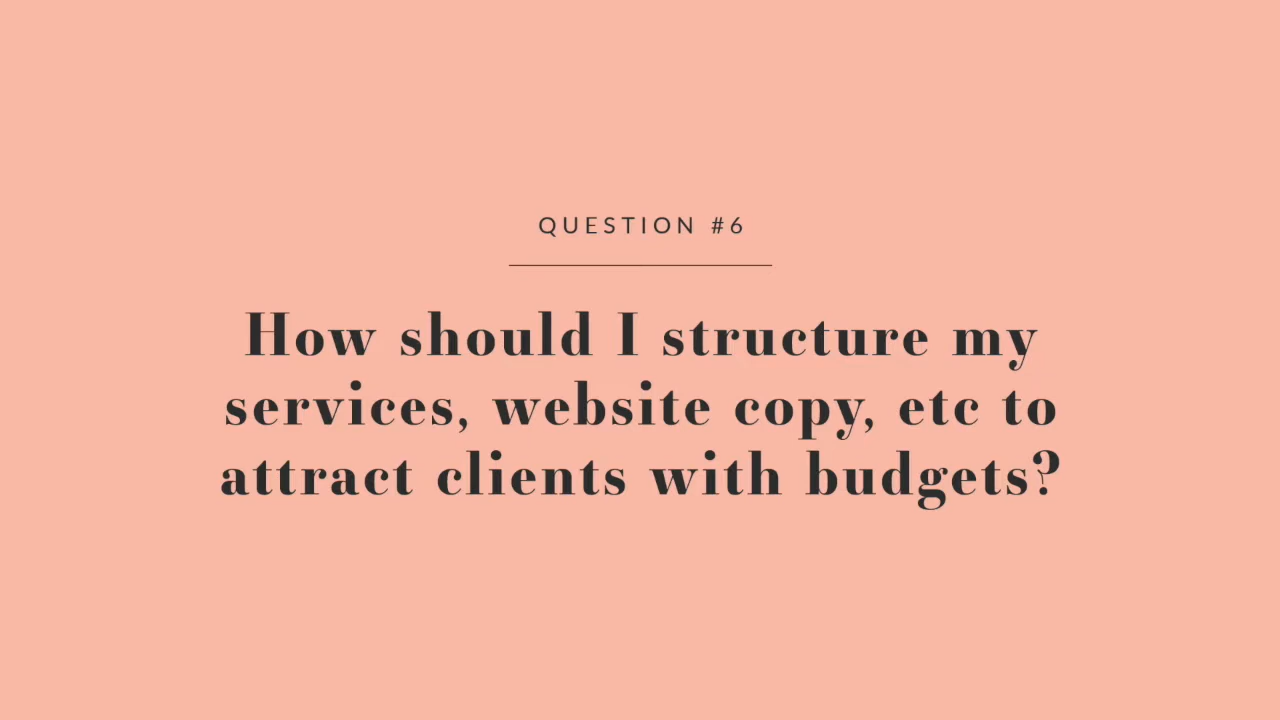 QUESTION #6
How should I structure my
services, website copy, etc to
attract clients with budgets?